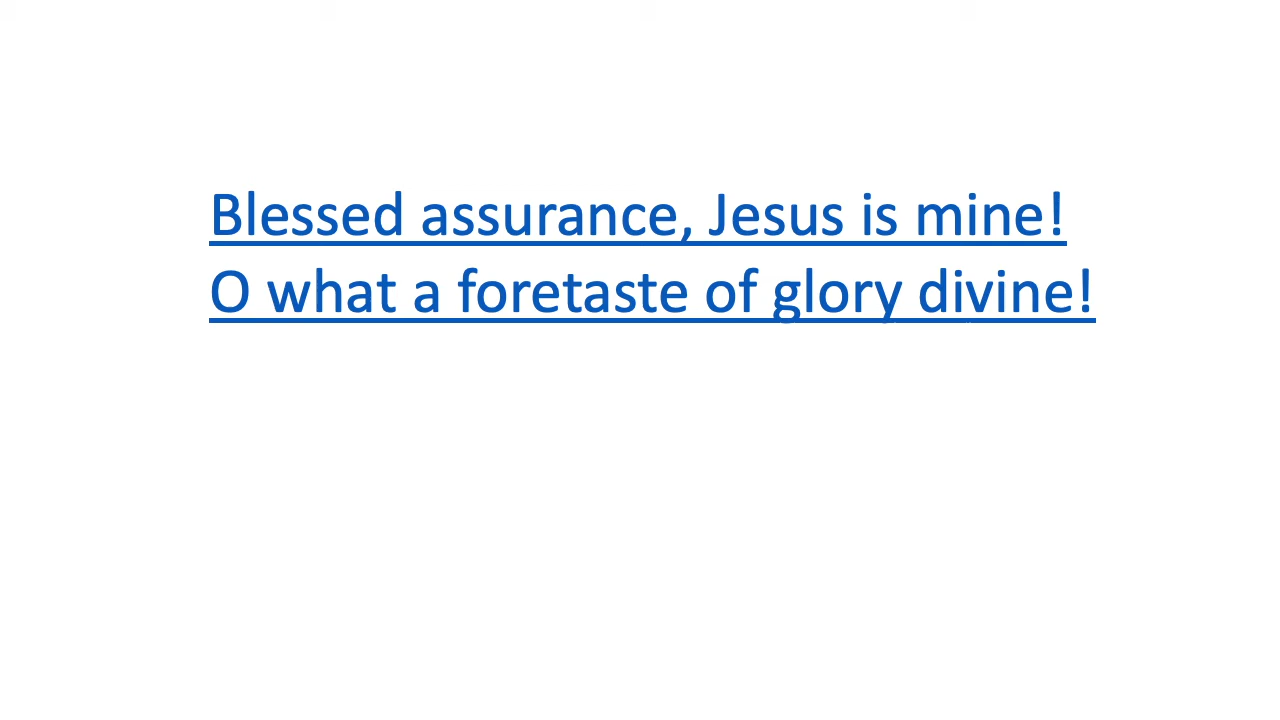 Blessed assurance, Jesus is mine!
O what a foretaste of glory divine!